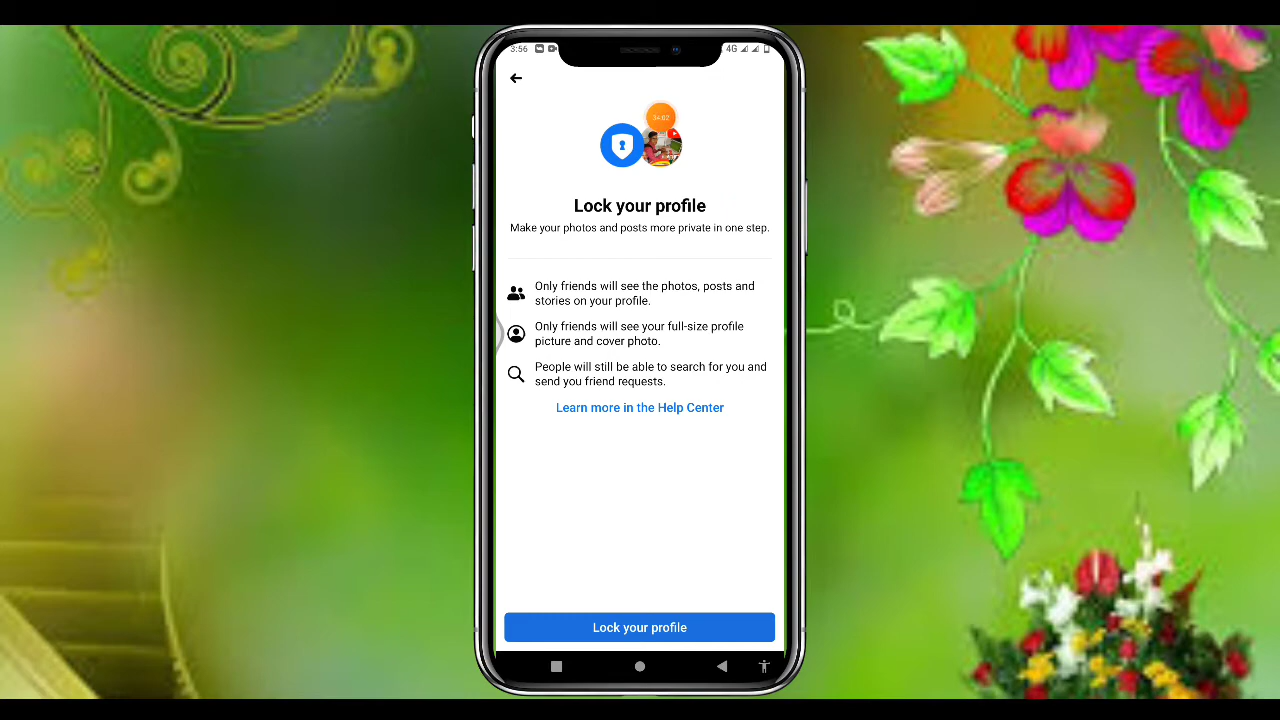 3:56
4G
04:02
Lock your profile
Make your photos and posts more private in one step.
Only friends will see the photos, posts and
stories on your profile.
Only friends will see your full-size profile
picture and cover photo.
People will still be able to search for you and
send you friend requests.
Learn more in the Help Center
Lock your profile